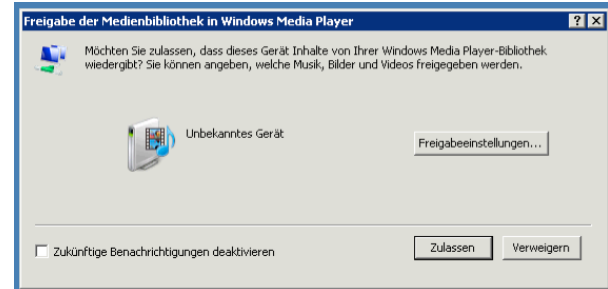 Freigabe der Medienbibliothek in Windows Media Player
Möchten Sie zulassen, dass dieses Gerät Inhalte von Ihrer Windows Media Player-Bibliothek
wiedergibt? Sie können angeben, welche Musik, Bilder und Videos freigegeben werden.
Unbekanntes Gerät
Freigabeeinstellungen...
Zukünftige Benachrichtigungen deaktivieren
Zulassen
Verweigern